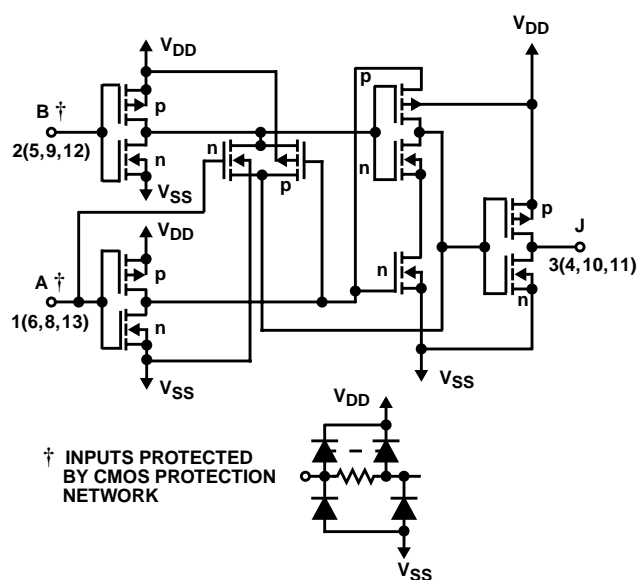 VDD
VDD
B †
p
p
2(5,9,12)
n
n
n
p
VSS
VDD
p
J
A †
p
n
3(4,10,11)
1(6,8,13)
n
n
VSS
VSS
VDD
† INPUTS PROTECTED
BY CMOS PROTECTION
NETWORK
VSS